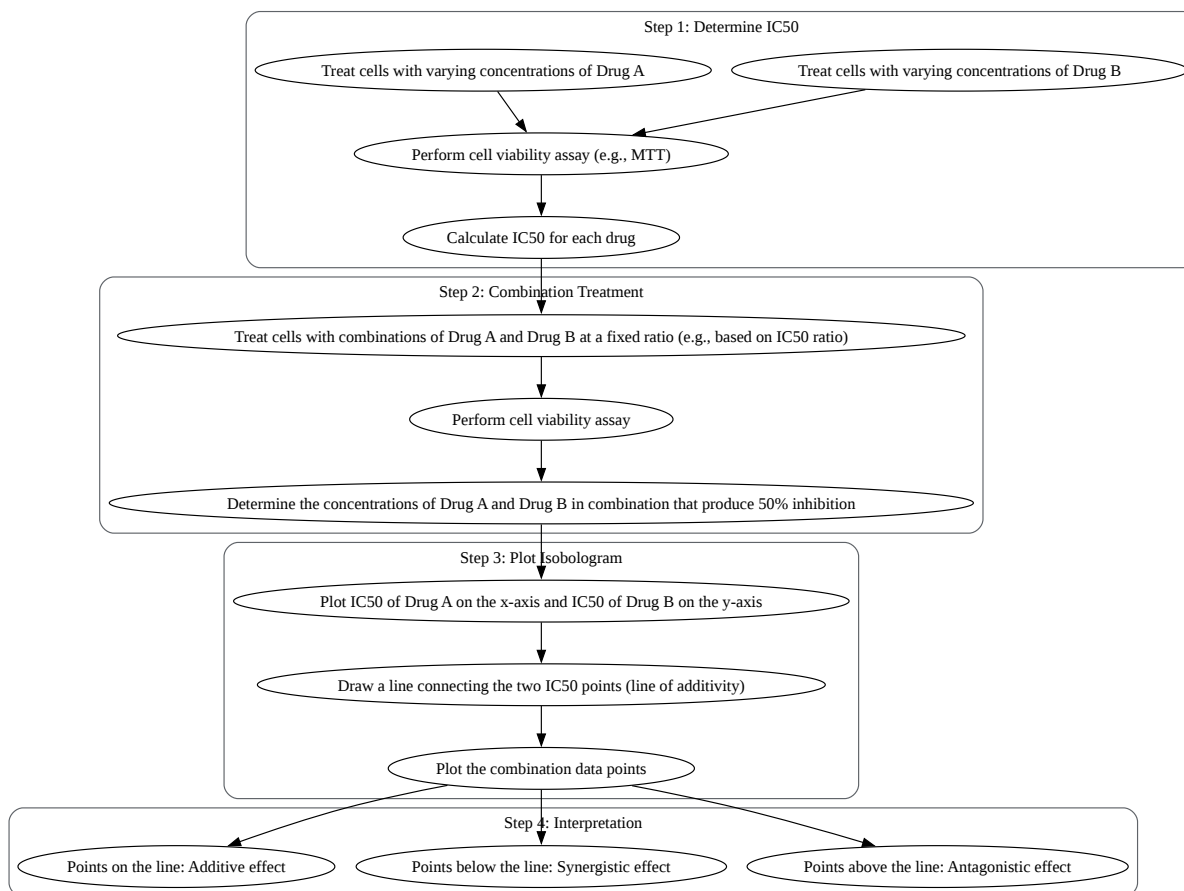 Step 1: Determine IC50
Treat cells with varying concentrations of Drug A
Treat cells with varying concentrations of Drug B
Perform cell viability assay (e.g., MTT)
Calculate IC50 for each drug
Step 2: Combination Treatment
Treat cells with combinations of Drug A and Drug B at a fixed ratio (e.g., based on IC50 ratio)
Perform cell viability assay
Determine the concentrations of Drug A and Drug B in combination that produce 50% inhibition
Step 3: Plot Isobologram
Plot IC50 of Drug A on the x-axis and IC50 of Drug B on the y-axis
Draw a line connecting the two IC50 points (line of additivity)
Plot the combination data points
Step 4: Interpretation
Points on the line: Additive effect
Points below the line: Synergistic effect
Points above the line: Antagonistic effect